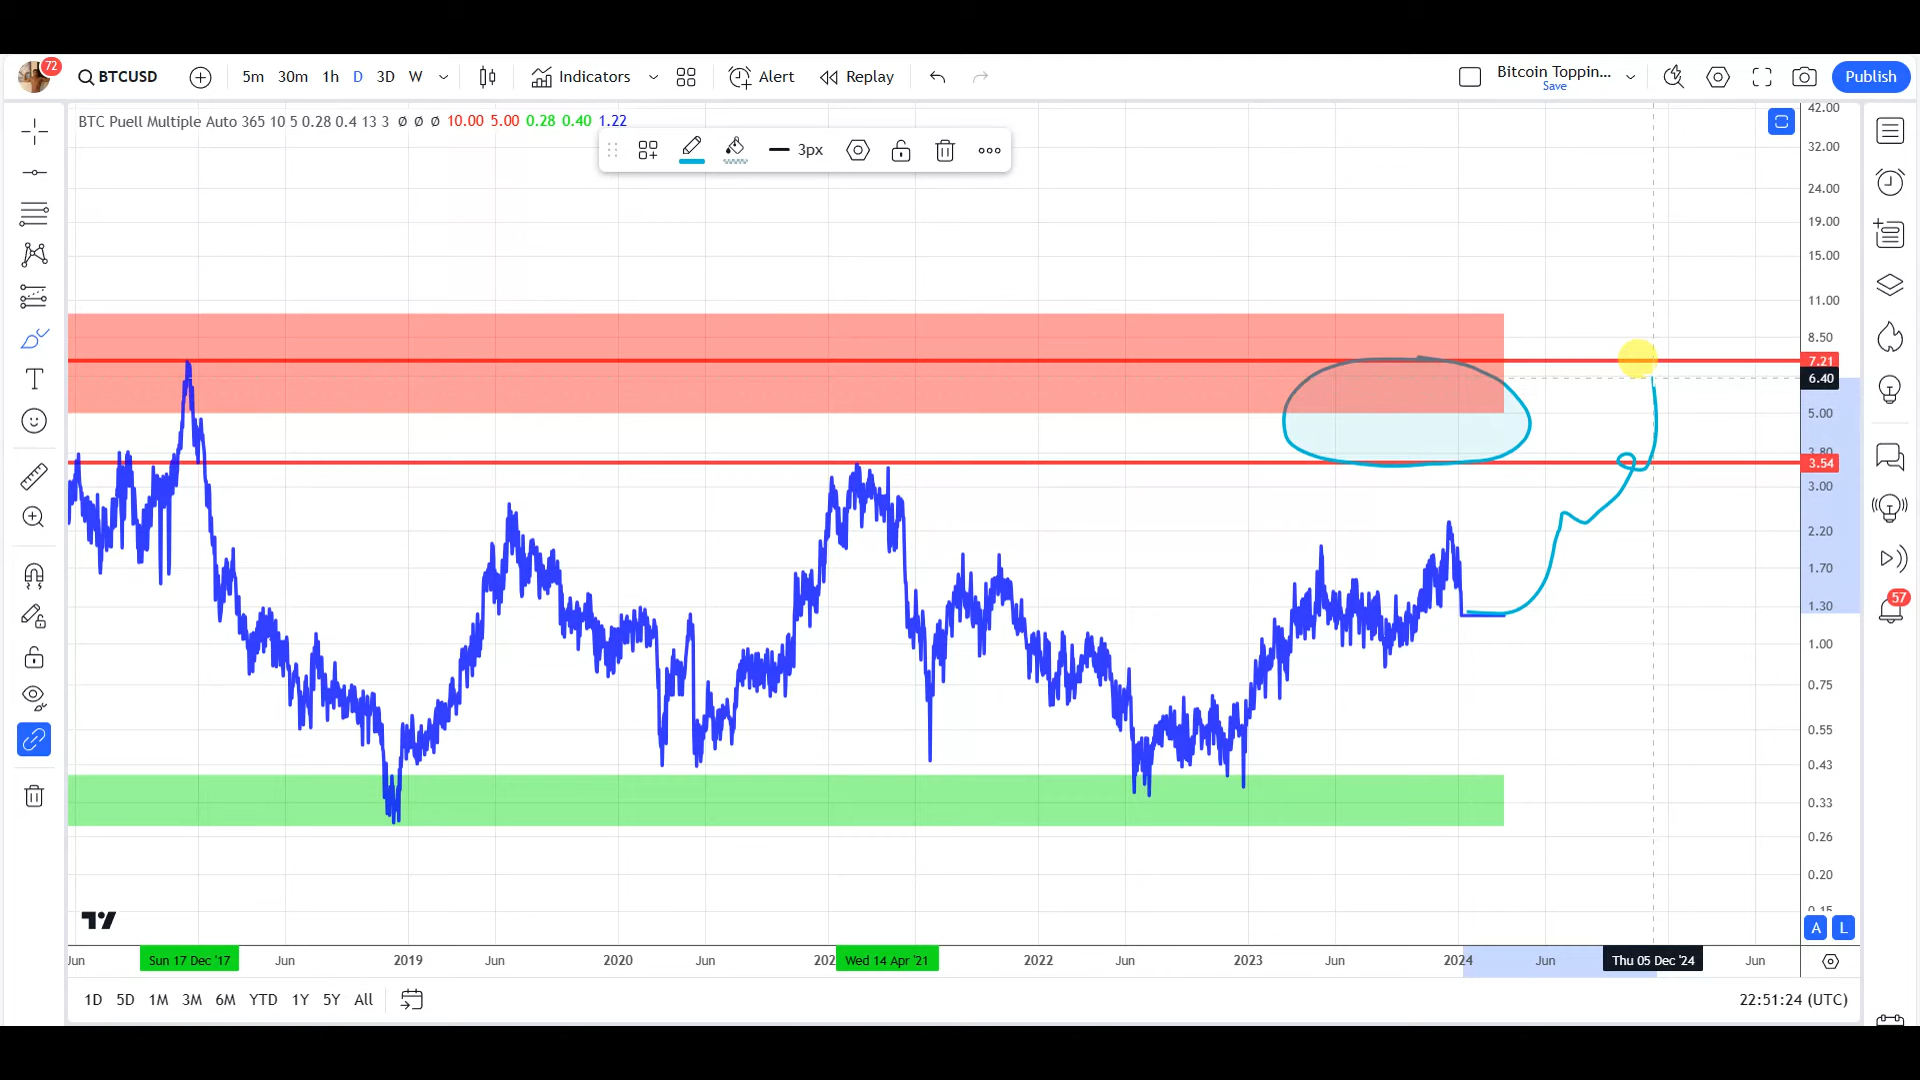 72
BTCUSD
5m 30m 1h D 3D W
Indicators
Alert
Replay
Bitcoin Toppin...
Save
Publish
BTC Puell Multiple Auto 365 10 5 0.28 0.4 13 3 ∅ ∅ ∅ 10.00 5.00 0.28 0.40 1.22
3px
42.00
32.00
24.00
19.00
15.00
11.00
8.50
7.21
6.40
5.00
3.80
3.54
3.00
2.20
1.70
1.30
1.00
0.75
0.55
0.43
0.33
0.26
0.20
0.15
57
A L
Jun Sun 17 Dec '17 Jun 2019 Jun 2020 Jun 202 Wed 14 Apr '21 2022 Jun 2023 Jun 2024 Jun Thu 05 Dec '24 Jun
1D 5D 1M 3M 6M YTD 1Y 5Y All
22:51:24 (UTC)